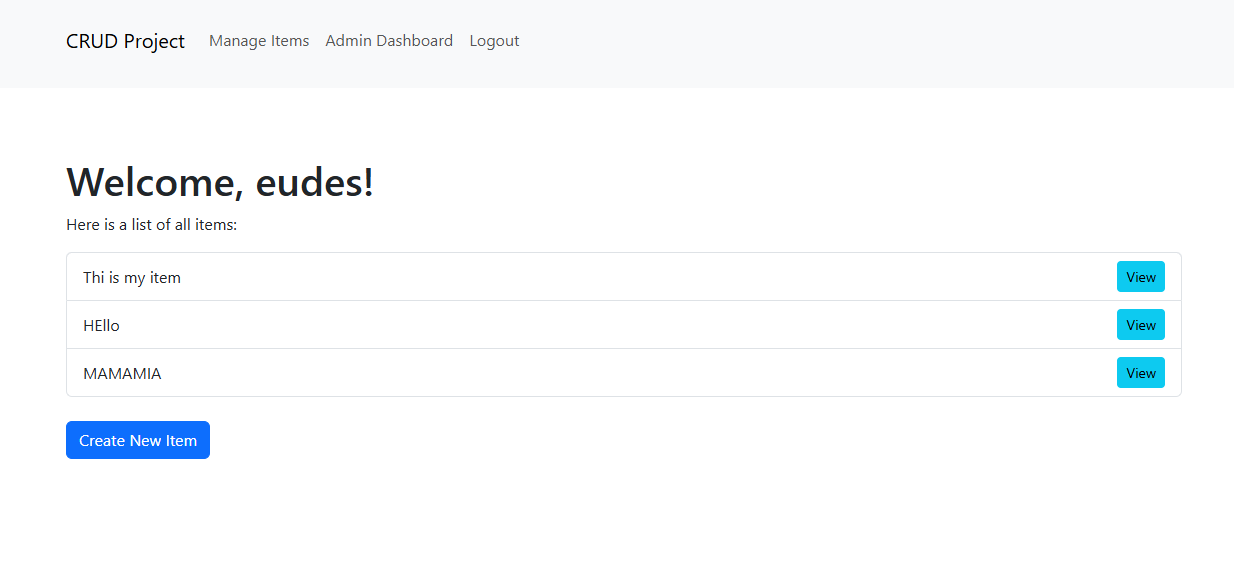 CRUD Project Manage Items Admin Dashboard Logout
Welcome, eudes!
Here is a list of all items:
Thi is my item View
HEllo View
MAMAMIA View
Create New Item